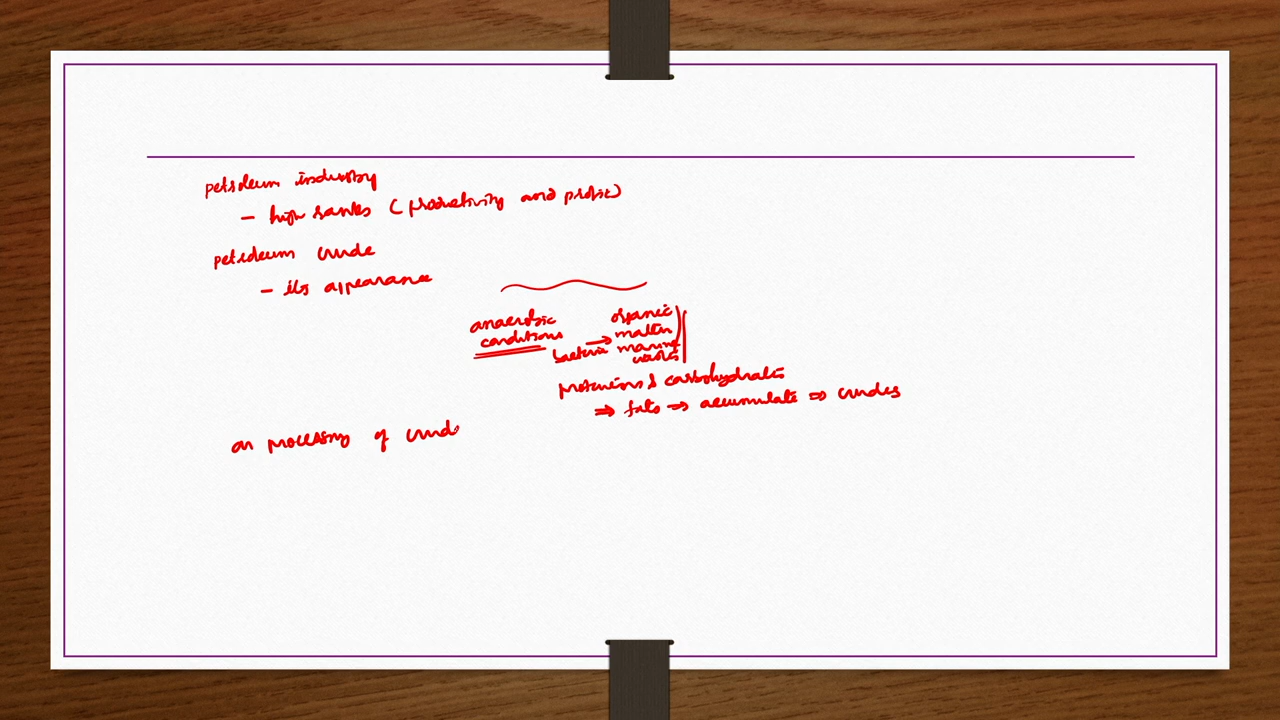 petroleum industry
- high ranks (productivity and profit)
petroleum crude
- its appearance
anaerobic
conditions
bacteria → organic
matter
marine
proteins & carbohydrates
⇒ fats ⇒ accumulate ⇒ crudes
on processing of crude